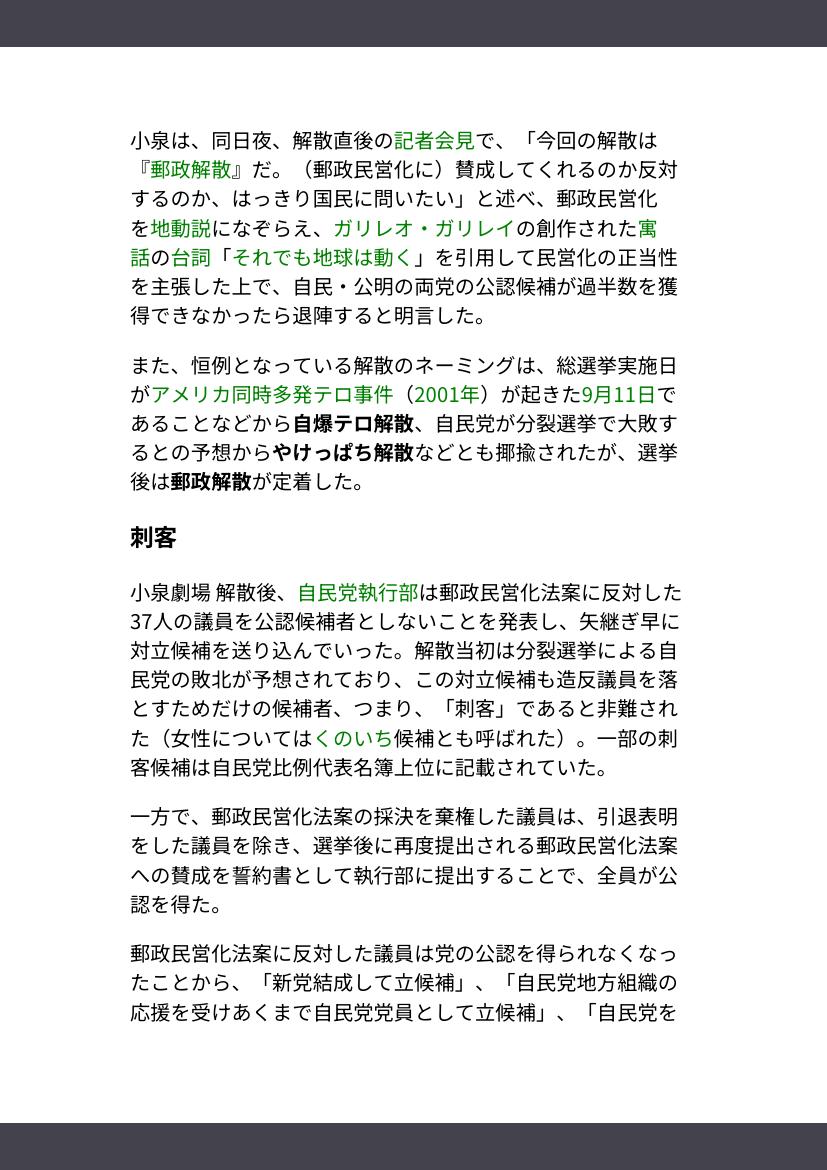 小泉は、同日夜、解散直後の記者会見で、「今回の解散は
『郵政解散』だ。（郵政民営化に）賛成してくれるのか反対
するのか、はっきり国民に問いたい」と述べ、郵政民営化
を地動説になぞらえ、ガリレオ・ガリレイの創作された寓
話の台詞「それでも地球は動く」を引用して民営化の正当性
を主張した上で、自民・公明の両党の公認候補が過半数を獲
得できなかったら退陣すると明言した。
また、恒例となっている解散のネーミングは、総選挙実施日
がアメリカ同時多発テロ事件（2001年）が起きた9月11日で
あることなどから自爆テロ解散、自民党が分裂選挙で大敗す
るとの予想からやけっぱち解散などとも揶揄されたが、選挙
後は郵政解散が定着した。
刺客
小泉劇場 解散後、自民党執行部は郵政民営化法案に反対した
37人の議員を公認候補者としないことを発表し、矢継ぎ早に
対立候補を送り込んでいった。解散当初は分裂選挙による自
民党の敗北が予想されており、この対立候補も造反議員を落
とすためだけの候補者、つまり、「刺客」であると非難され
た（女性についてはくのいち候補とも呼ばれた）。一部の刺
客候補は自民党比例代表名簿上位に記載されていた。
一方で、郵政民営化法案の採決を棄権した議員は、引退表明
をした議員を除き、選挙後に再度提出される郵政民営化法案
への賛成を誓約書として執行部に提出することで、全員が公
認を得た。
郵政民営化法案に反対した議員は党の公認を得られなくなっ
たことから、「新党結成して立候補」、「自民党地方組織の
応援を受けあくまで自民党党員として立候補」、「自民党を